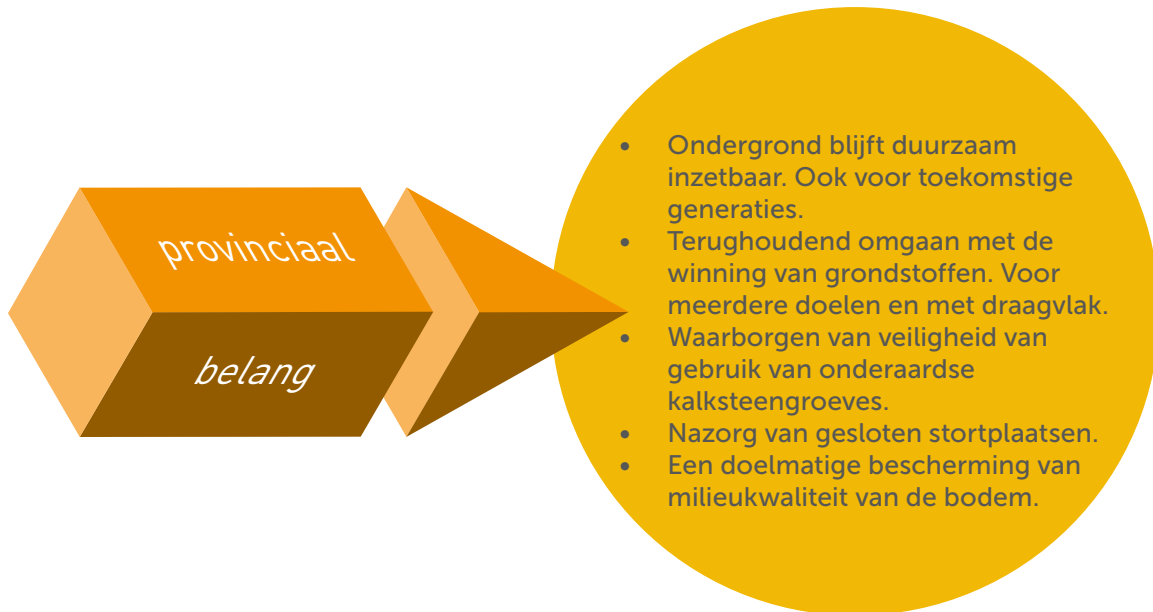 provinciaal
belang
• Ondergrond blijft duurzaam
inzetbaar. Ook voor toekomstige
generaties.
• Terughoudend omgaan met de
winning van grondstoffen. Voor
meerdere doelen en met draagvlak.
• Waarborgen van veiligheid van
gebruik van onderaardse
kalksteengroeves.
• Nazorg van gesloten stortplaatsen.
• Een doelmatige bescherming van
milieukwaliteit van de bodem.